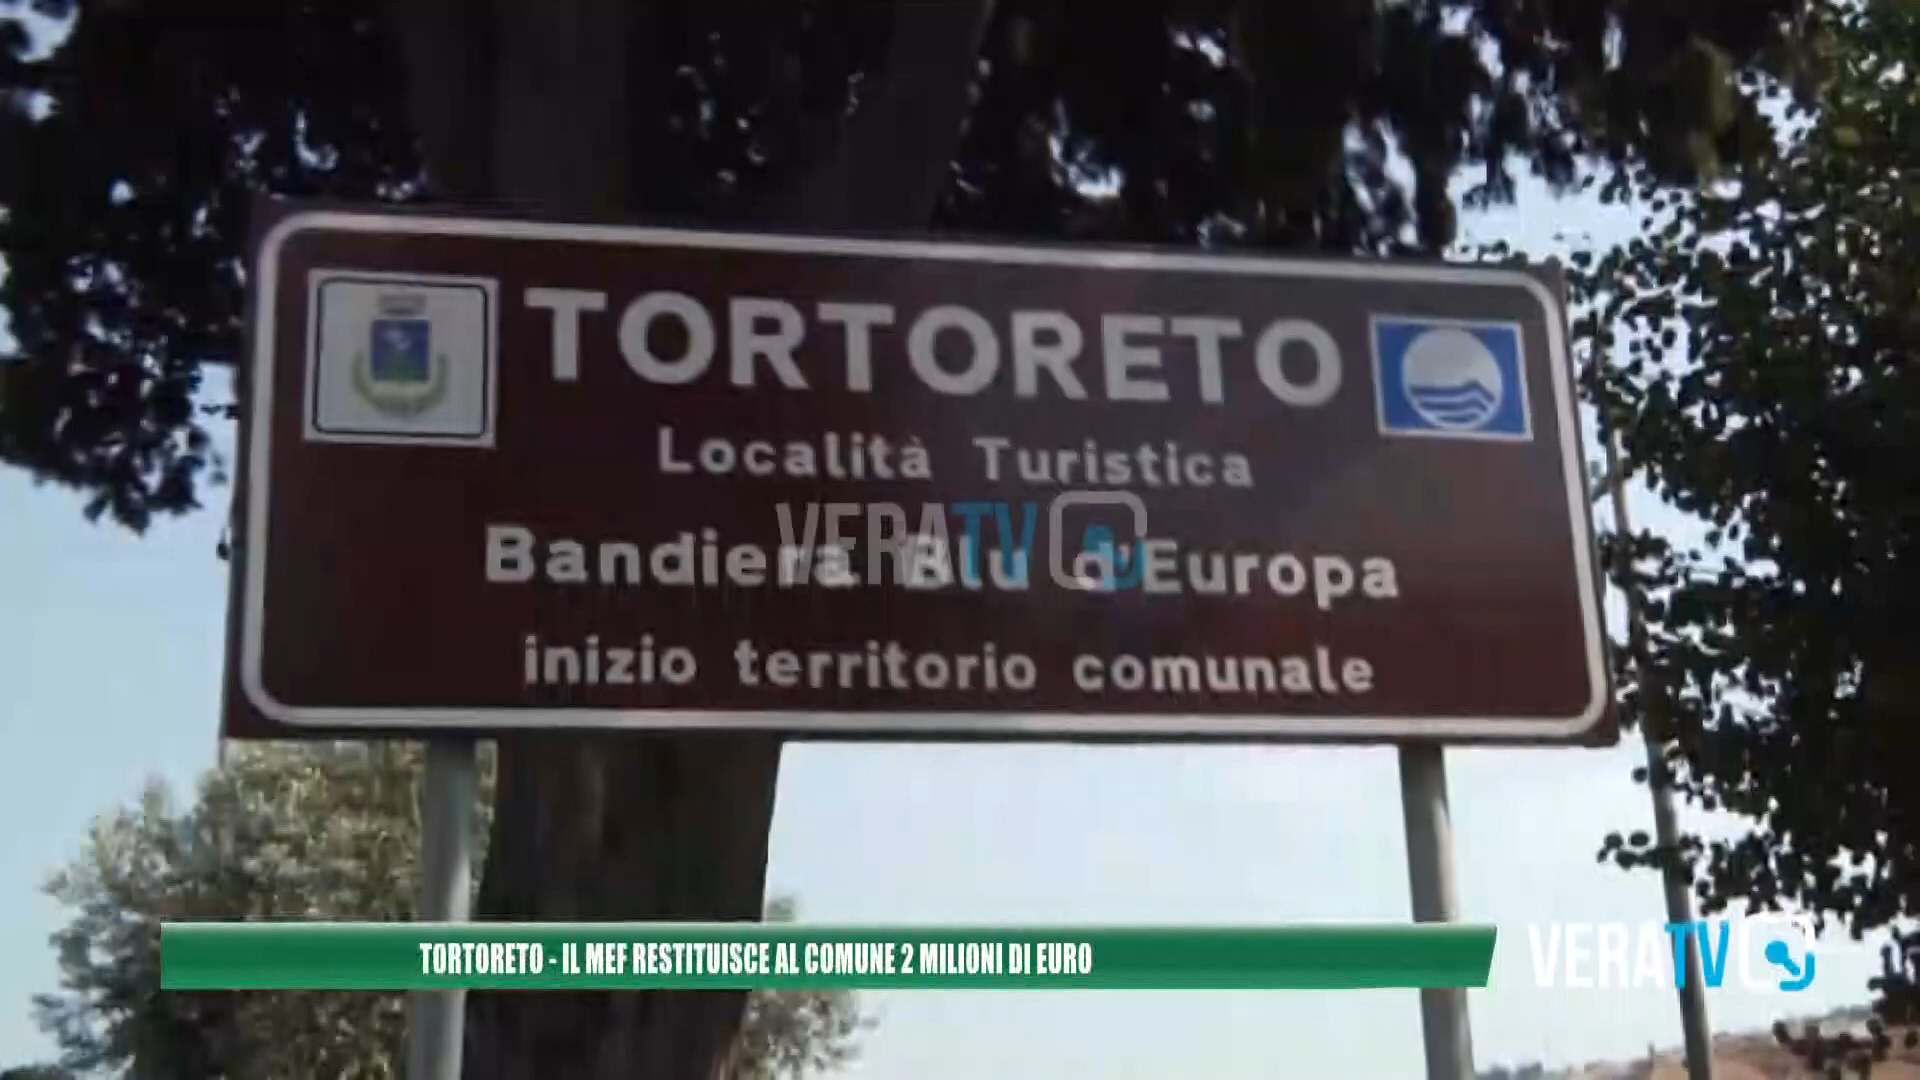 TORTORETO
Località Turistica
VERATV
Bandiera Blu d'Europa
inizio territorio comunale
TORTORETO - IL MEF RESTITUISCE AL COMUNE 2 MILIONI DI EURO
VERATV